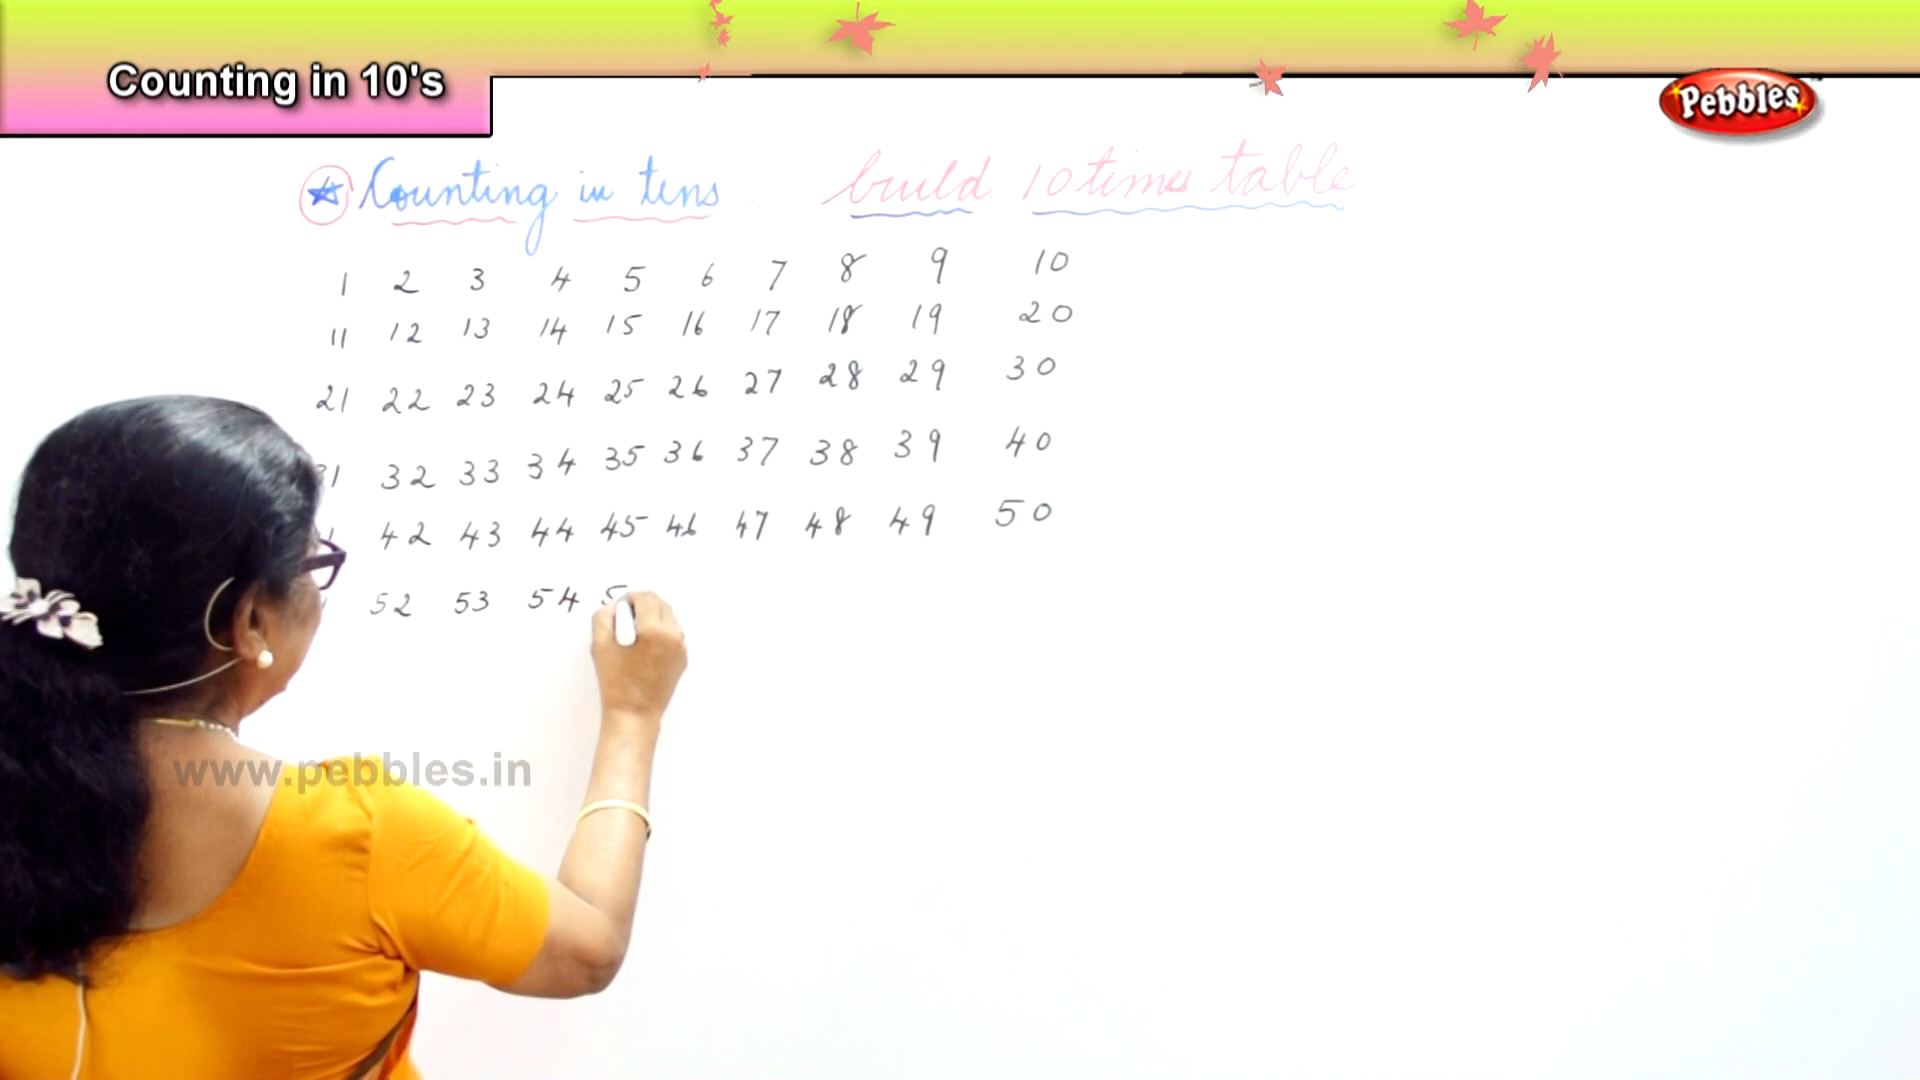 Counting in 10's
Pebbles
Counting in tens build 10 times table
1 2 3 4 5 6 7 8 9 10
11 12 13 14 15 16 17 18 19 20
21 22 23 24 25 26 27 28 29 30
31 32 33 34 35 36 37 38 39 40
42 43 44 45 46 47 48 49 50
52 53 54 5
www.pebbles.in